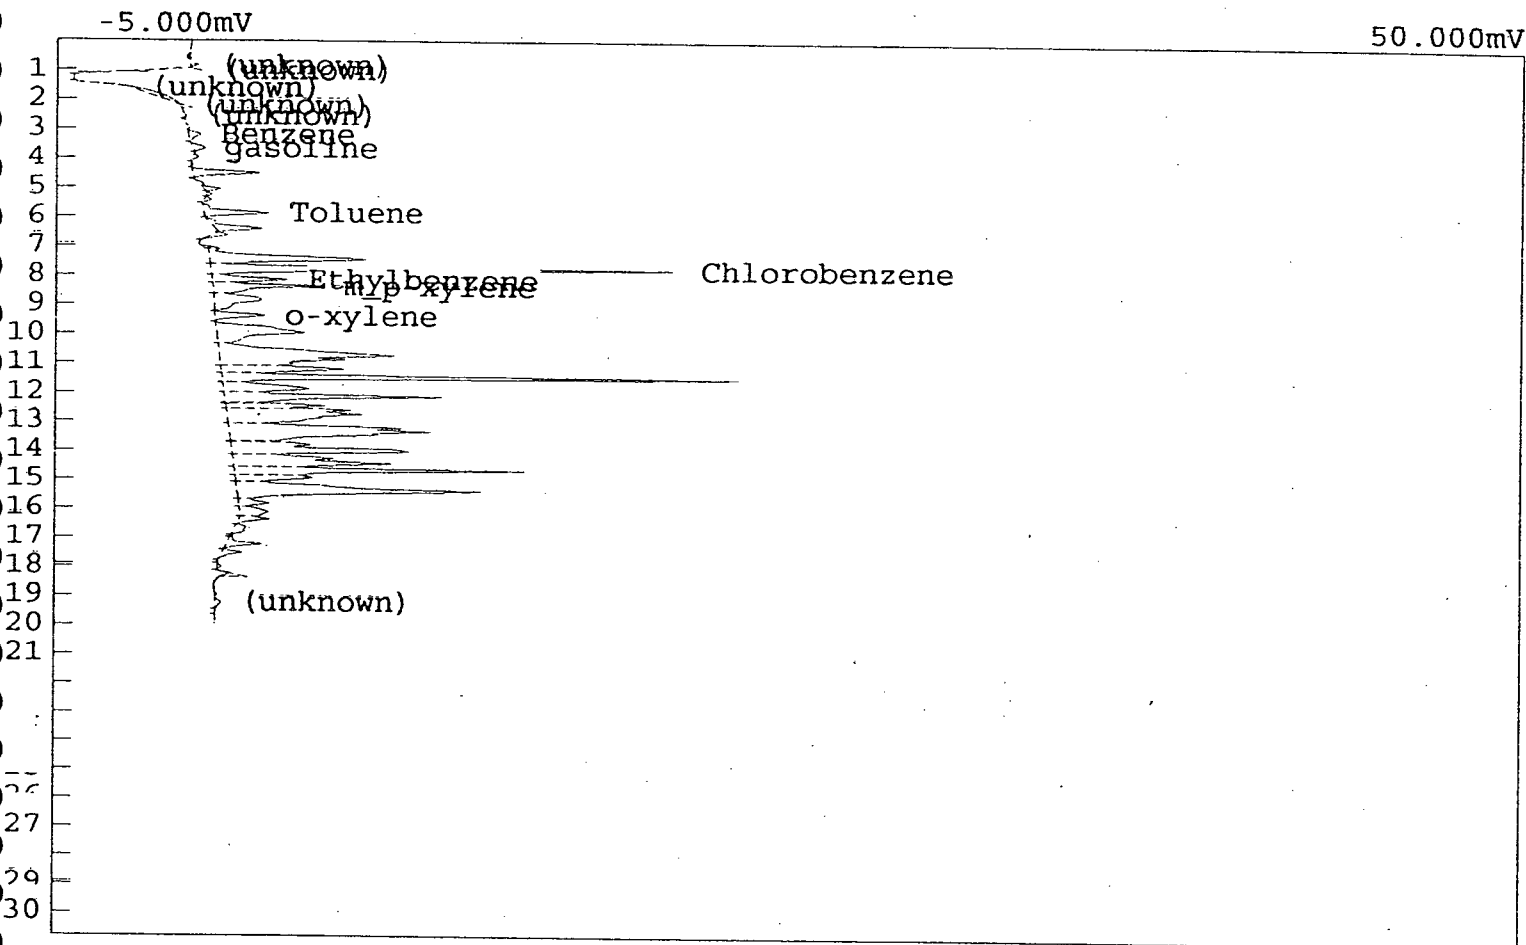 -5.000mV
50.000mV
1 (unknown)
(unknown)
(unknown)
2
(unknown)
(unknown)
3 Benzene
4 gasoline
5
6 Toluene
7
8 Ethylbenzene Chlorobenzene
m_p-xylene
9
o-xylene
10
11
12
13
14
15
16
17
18
19 (unknown)
20
21
27
29
30